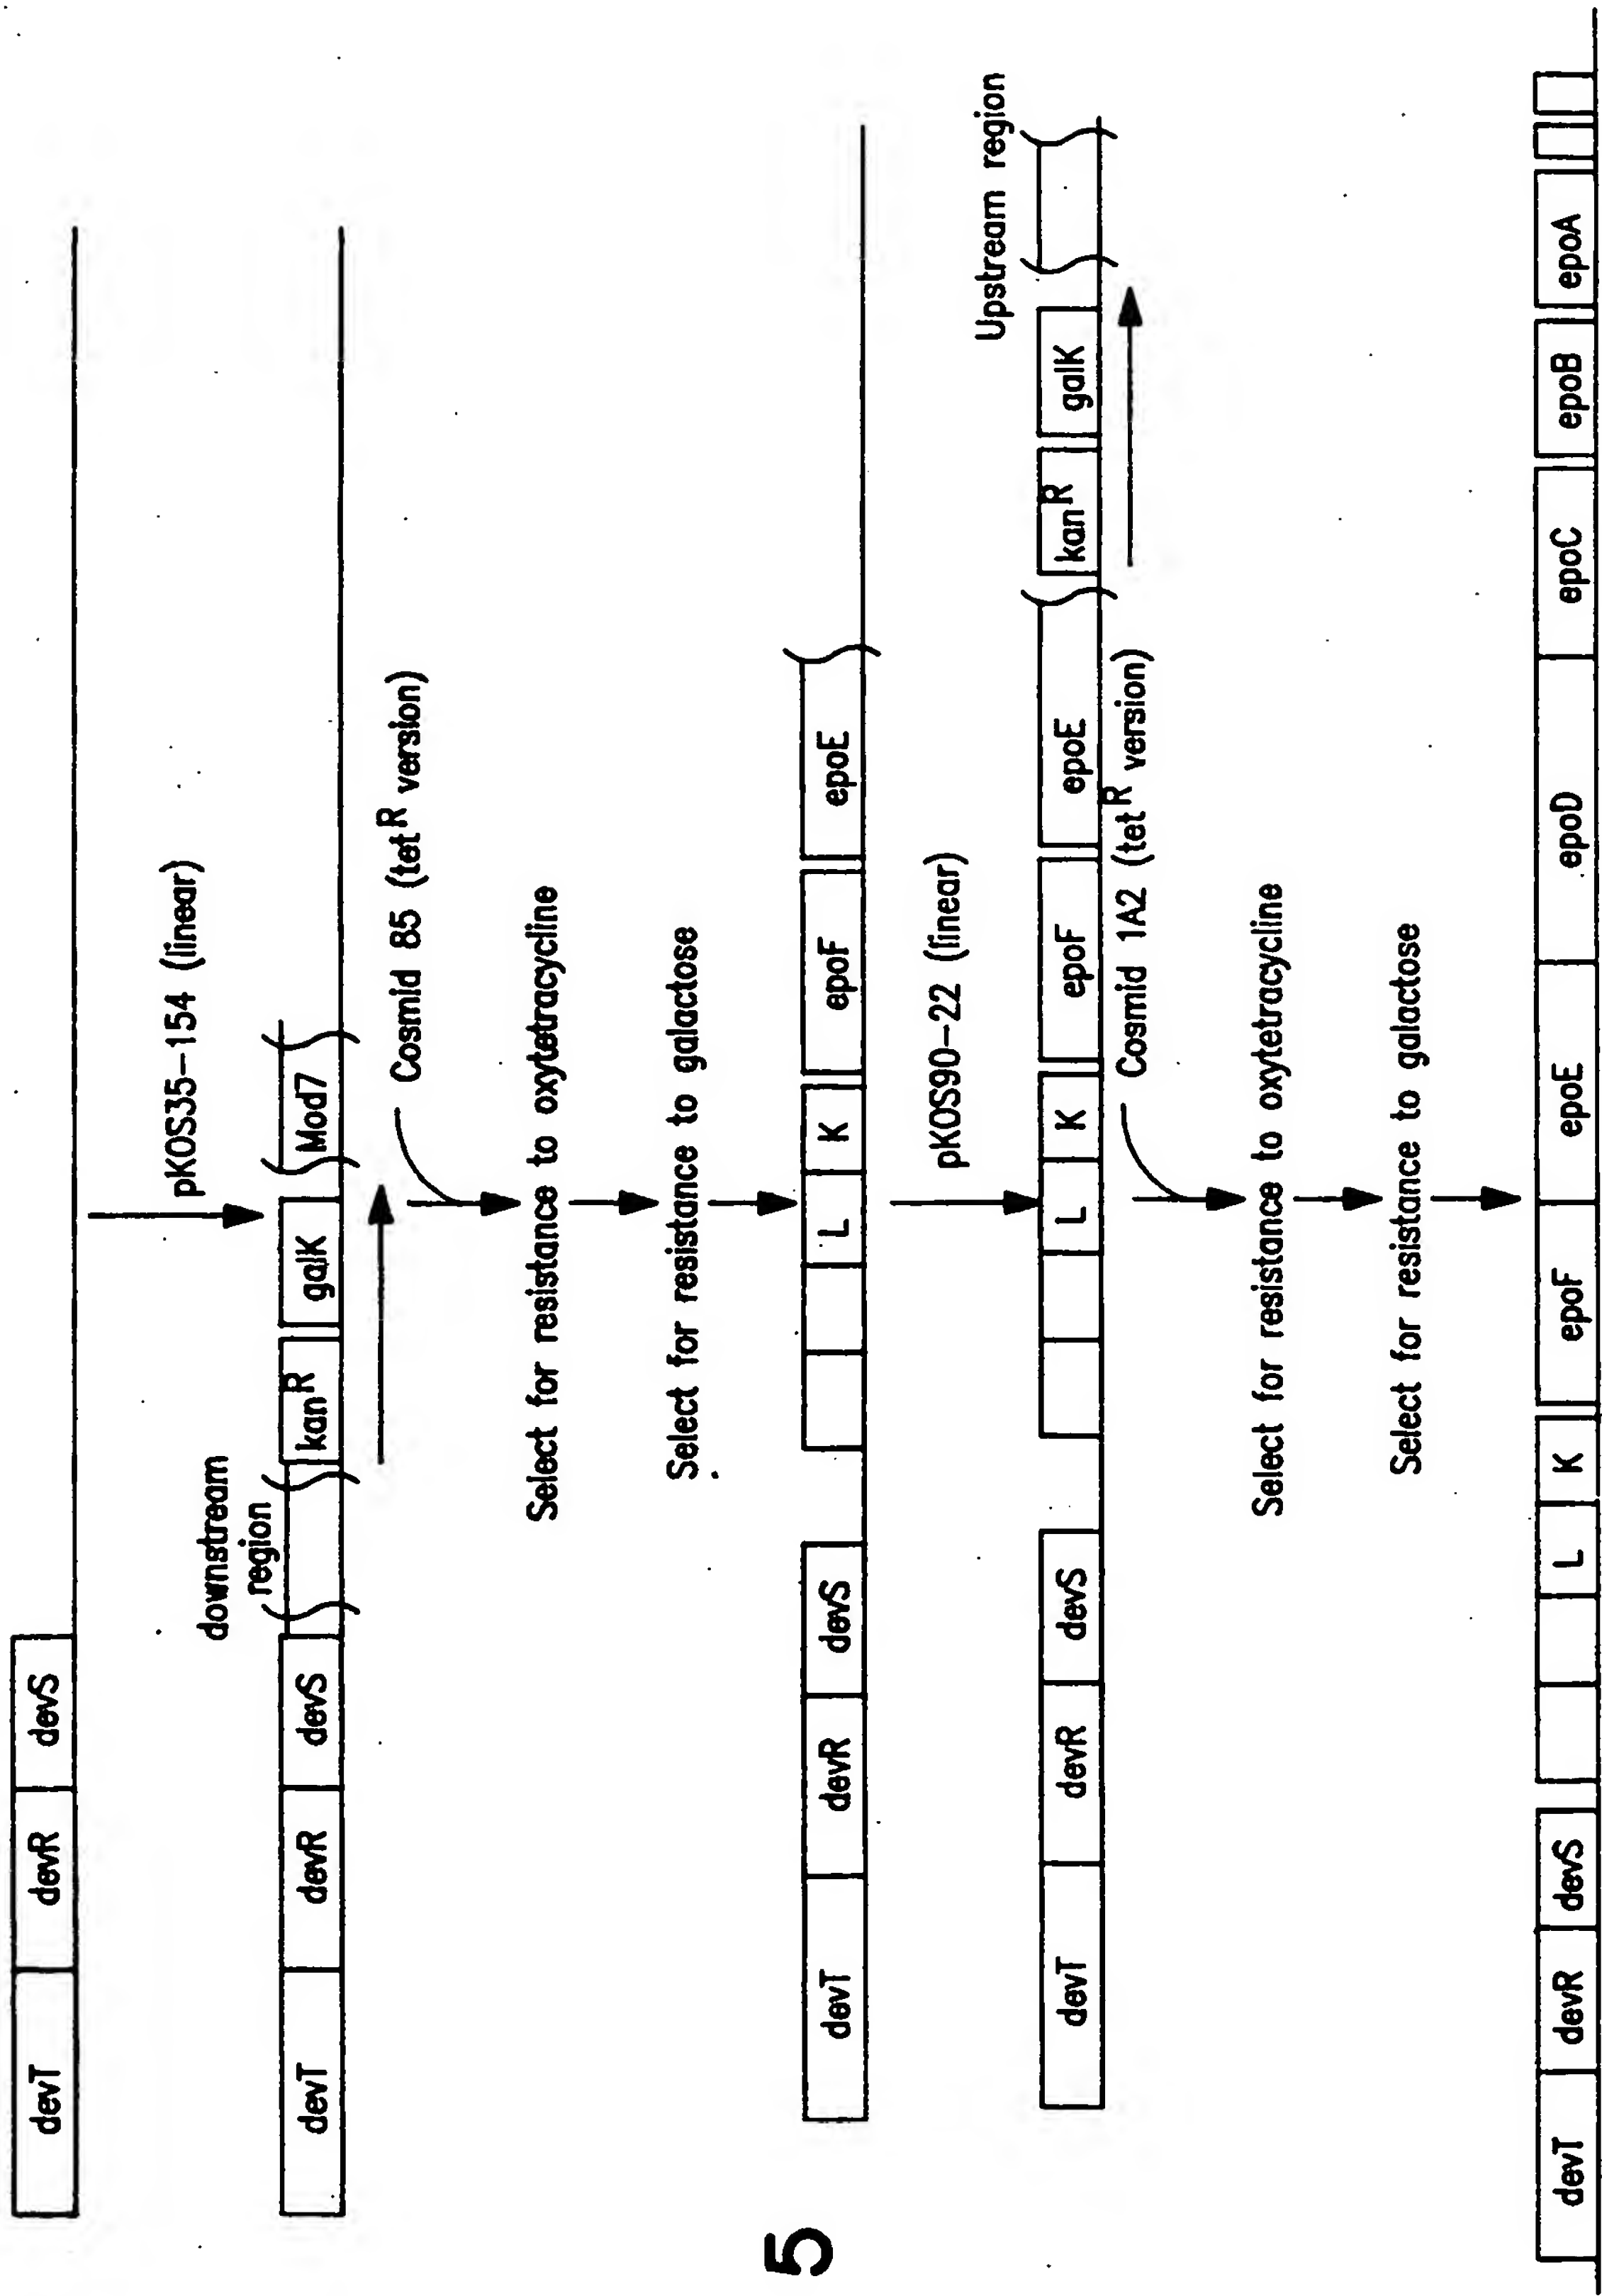 devT devR devS
pKOS35-154 (linear)
downstream
region
devT devR devS kanR galK Mod7
Cosmid 85 (tetR version)
Select for resistance to oxytetracycline
Select for resistance to galactose
devT devR devS L K epoF epoE
pKOS90-22 (linear)
Upstream region
devT devR devS L K epoF epoE kanR galK
Cosmid 1A2 (tetR version)
Select for resistance to oxytetracycline
Select for resistance to galactose
devT devR devS L K epoF epoE epoD epoC epoB epoA
5